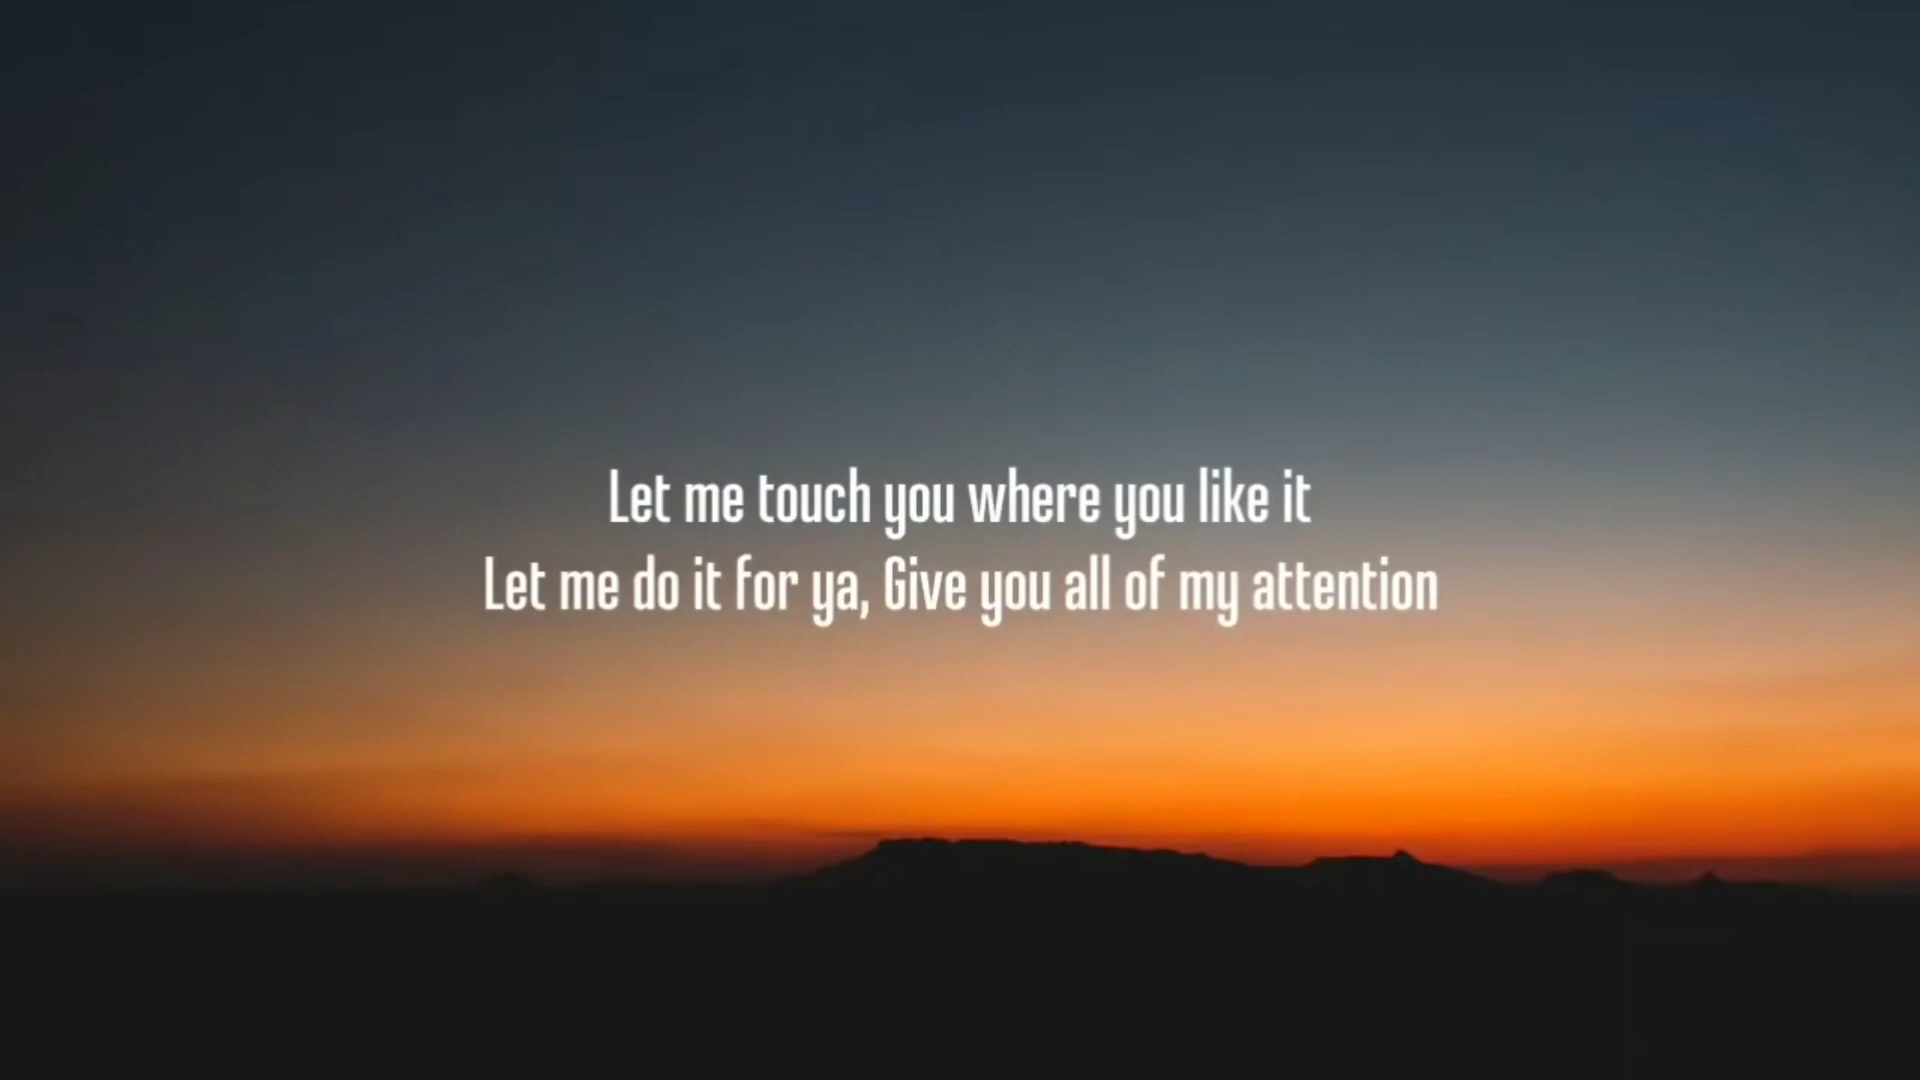 Let me touch you where you like it
Let me do it for ya, Give you all of my attention